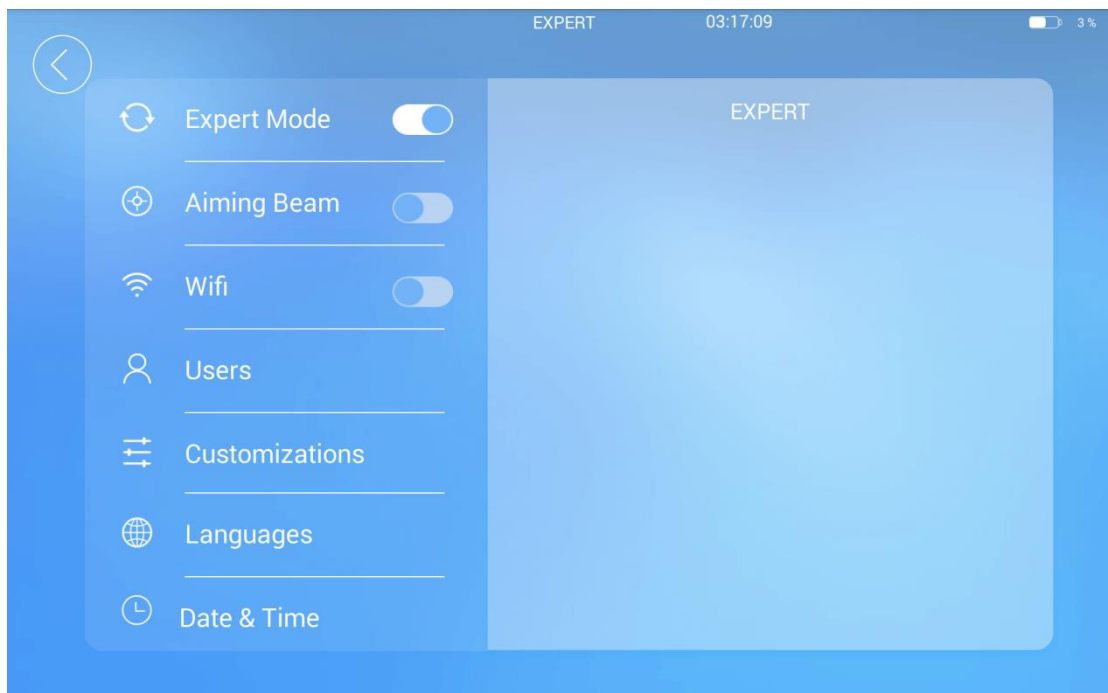 EXPERT 03:17:09 3 %
Expert Mode
EXPERT
Aiming Beam
Wifi
Users
Customizations
Languages
Date & Time